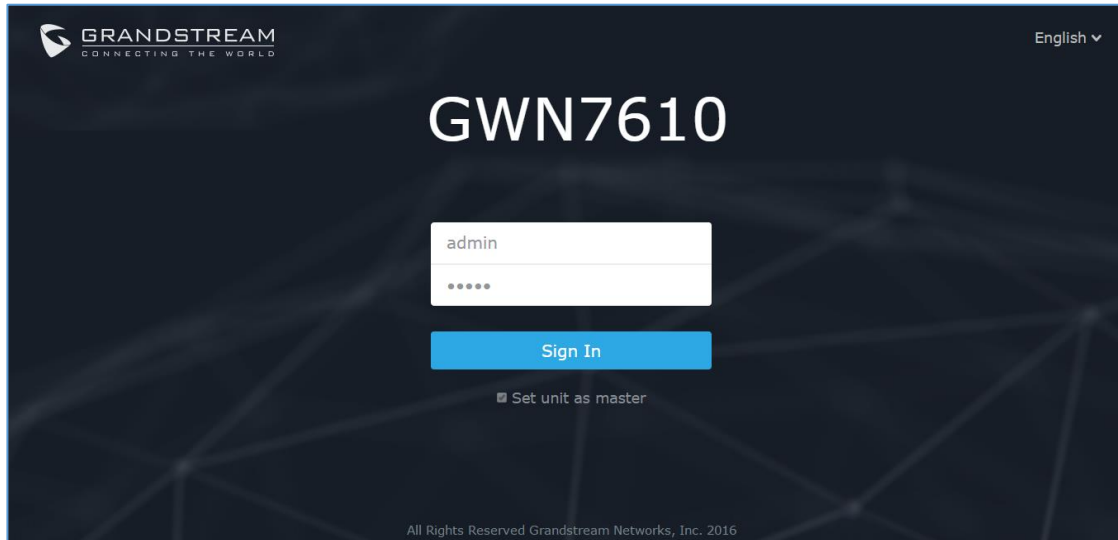 GRANDSTREAM
CONNECTING THE WORLD
English
GWN7610
admin
•••••
Sign In
Set unit as master
All Rights Reserved Grandstream Networks, Inc. 2016